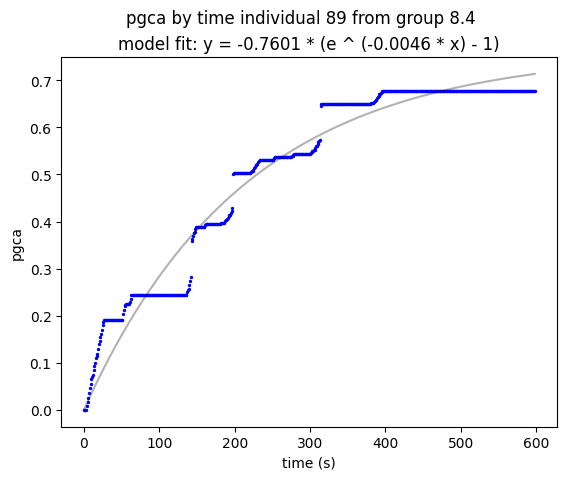 pgca by time individual 89 from group 8.4
model fit: y = -0.7601 * (e ^ (-0.0046 * x) - 1)
0.7
0.6
0.5
0.4
0.3
0.2
0.1
0.0
pgca
0 100 200 300 400 500 600
time (s)